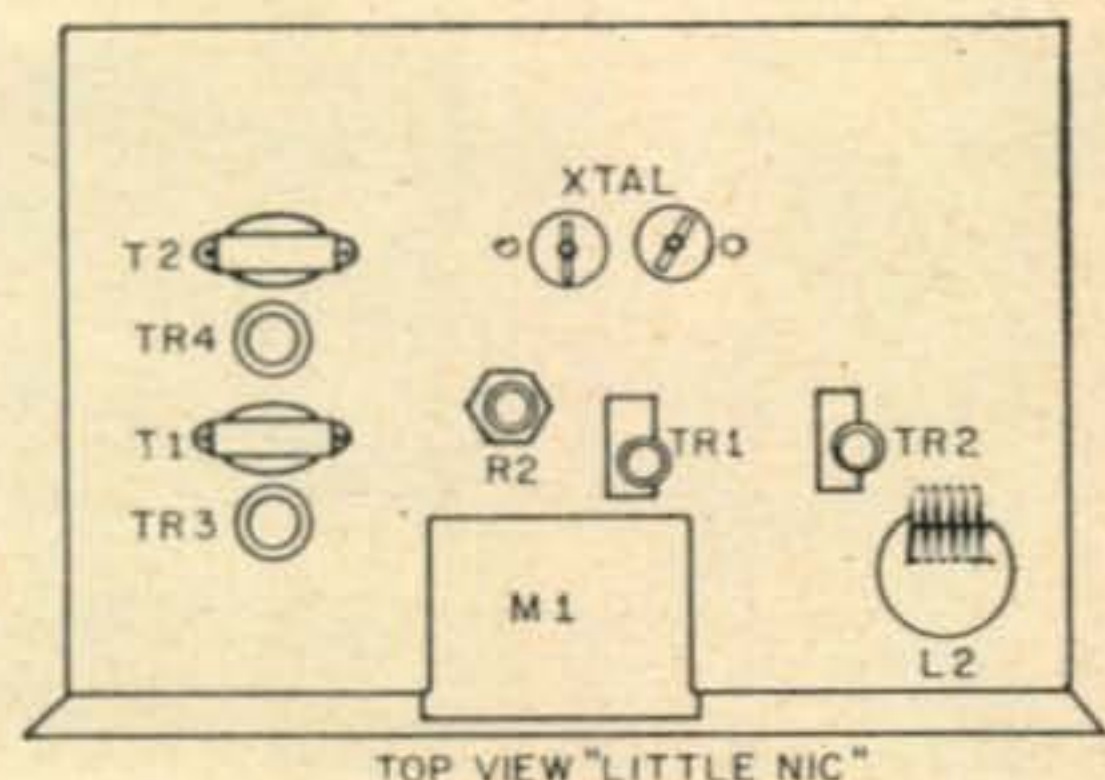 XTAL
T2
TR4
R2
TR1
TR2
T1
TR3
M1
L2
TOP VIEW "LITTLE NIC"